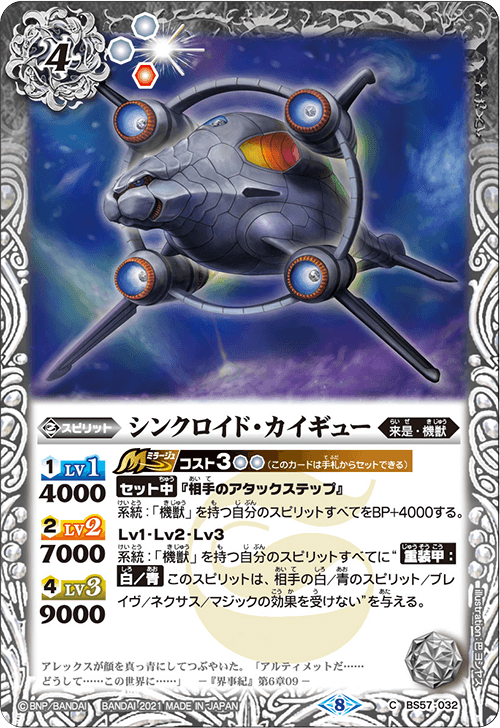 4
スピリット シンクロイド・カイギュー 来是・機獣
1 LV1 4000
2 LV2 7000
4 LV3 9000
ミラージュ コスト3 (このカードは手札からセットできる)
セット中『相手のアタックステップ』
系統:「機獣」を持つ自分のスピリットすべてをBP+4000する。
Lv1・Lv2・Lv3
系統:「機獣」を持つ自分のスピリットすべてに"重装甲:
白/青 このスピリットは、相手の白/青のスピリット/ブレ
イヴ/ネクサス/マジックの効果を受けない"を与える。
アレックスが顔を真っ青にしてつぶやいた。「アルティメットだ……
どうして……この世界に……」 ー『界事紀』第6章09ー
©BNP/BANDAI BANDAI 2021 MADE IN JAPAN 8 C BS57-032